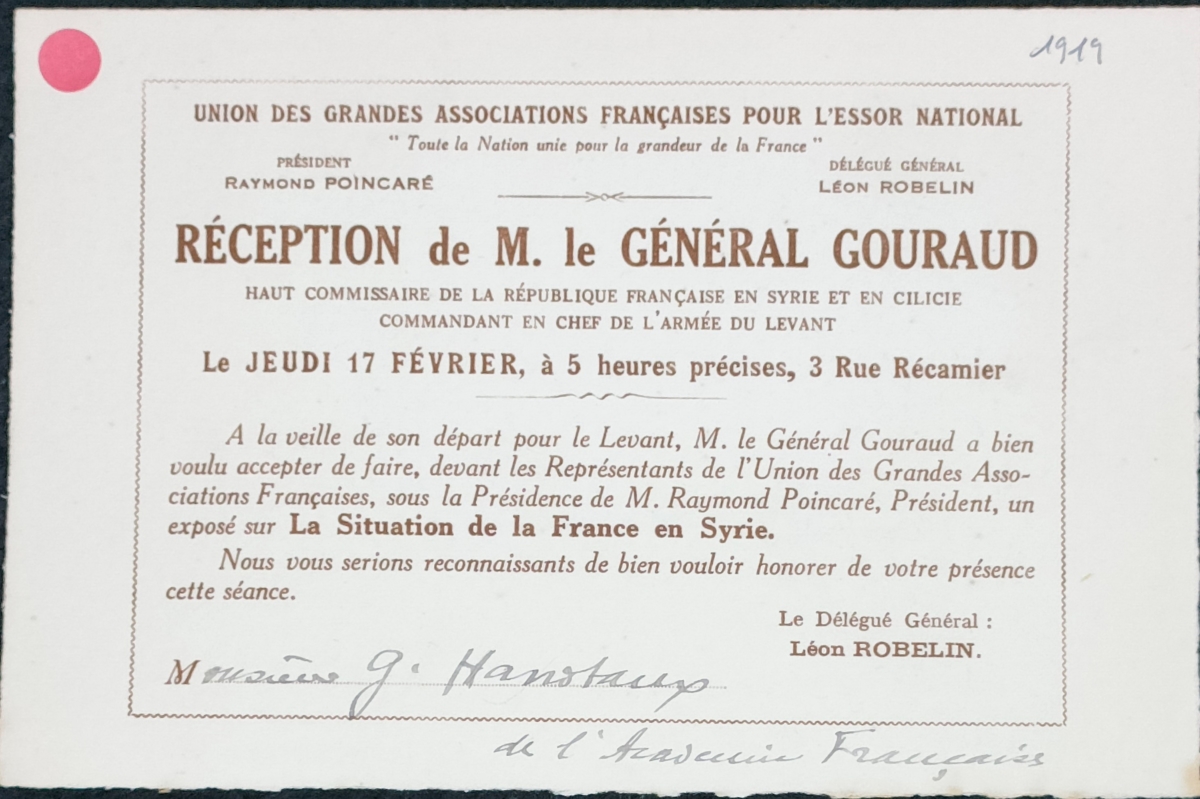 1919
UNION DES GRANDES ASSOCIATIONS FRANÇAISES POUR L'ESSOR NATIONAL
" Toute la Nation unie pour la grandeur de la France "
PRÉSIDENT
RAYMOND POINCARÉ
DÉLÉGUÉ GÉNÉRAL
LÉON ROBELIN
RÉCEPTION de M. le GÉNÉRAL GOURAUD
HAUT COMMISSAIRE DE LA RÉPUBLIQUE FRANÇAISE EN SYRIE ET EN CILICIE
COMMANDANT EN CHEF DE L'ARMÉE DU LEVANT
Le JEUDI 17 FÉVRIER, à 5 heures précises, 3 Rue Récamier
A la veille de son départ pour le Levant, M. le Général Gouraud a bien
voulu accepter de faire, devant les Représentants de l'Union des Grandes Asso-
ciations Françaises, sous la Présidence de M. Raymond Poincaré, Président, un
exposé sur La Situation de la France en Syrie.
Nous vous serions reconnaissants de bien vouloir honorer de votre présence
cette séance.
Le Délégué Général :
Léon ROBELIN.
Monsieur G. Hanotaux
de l'Académie Française